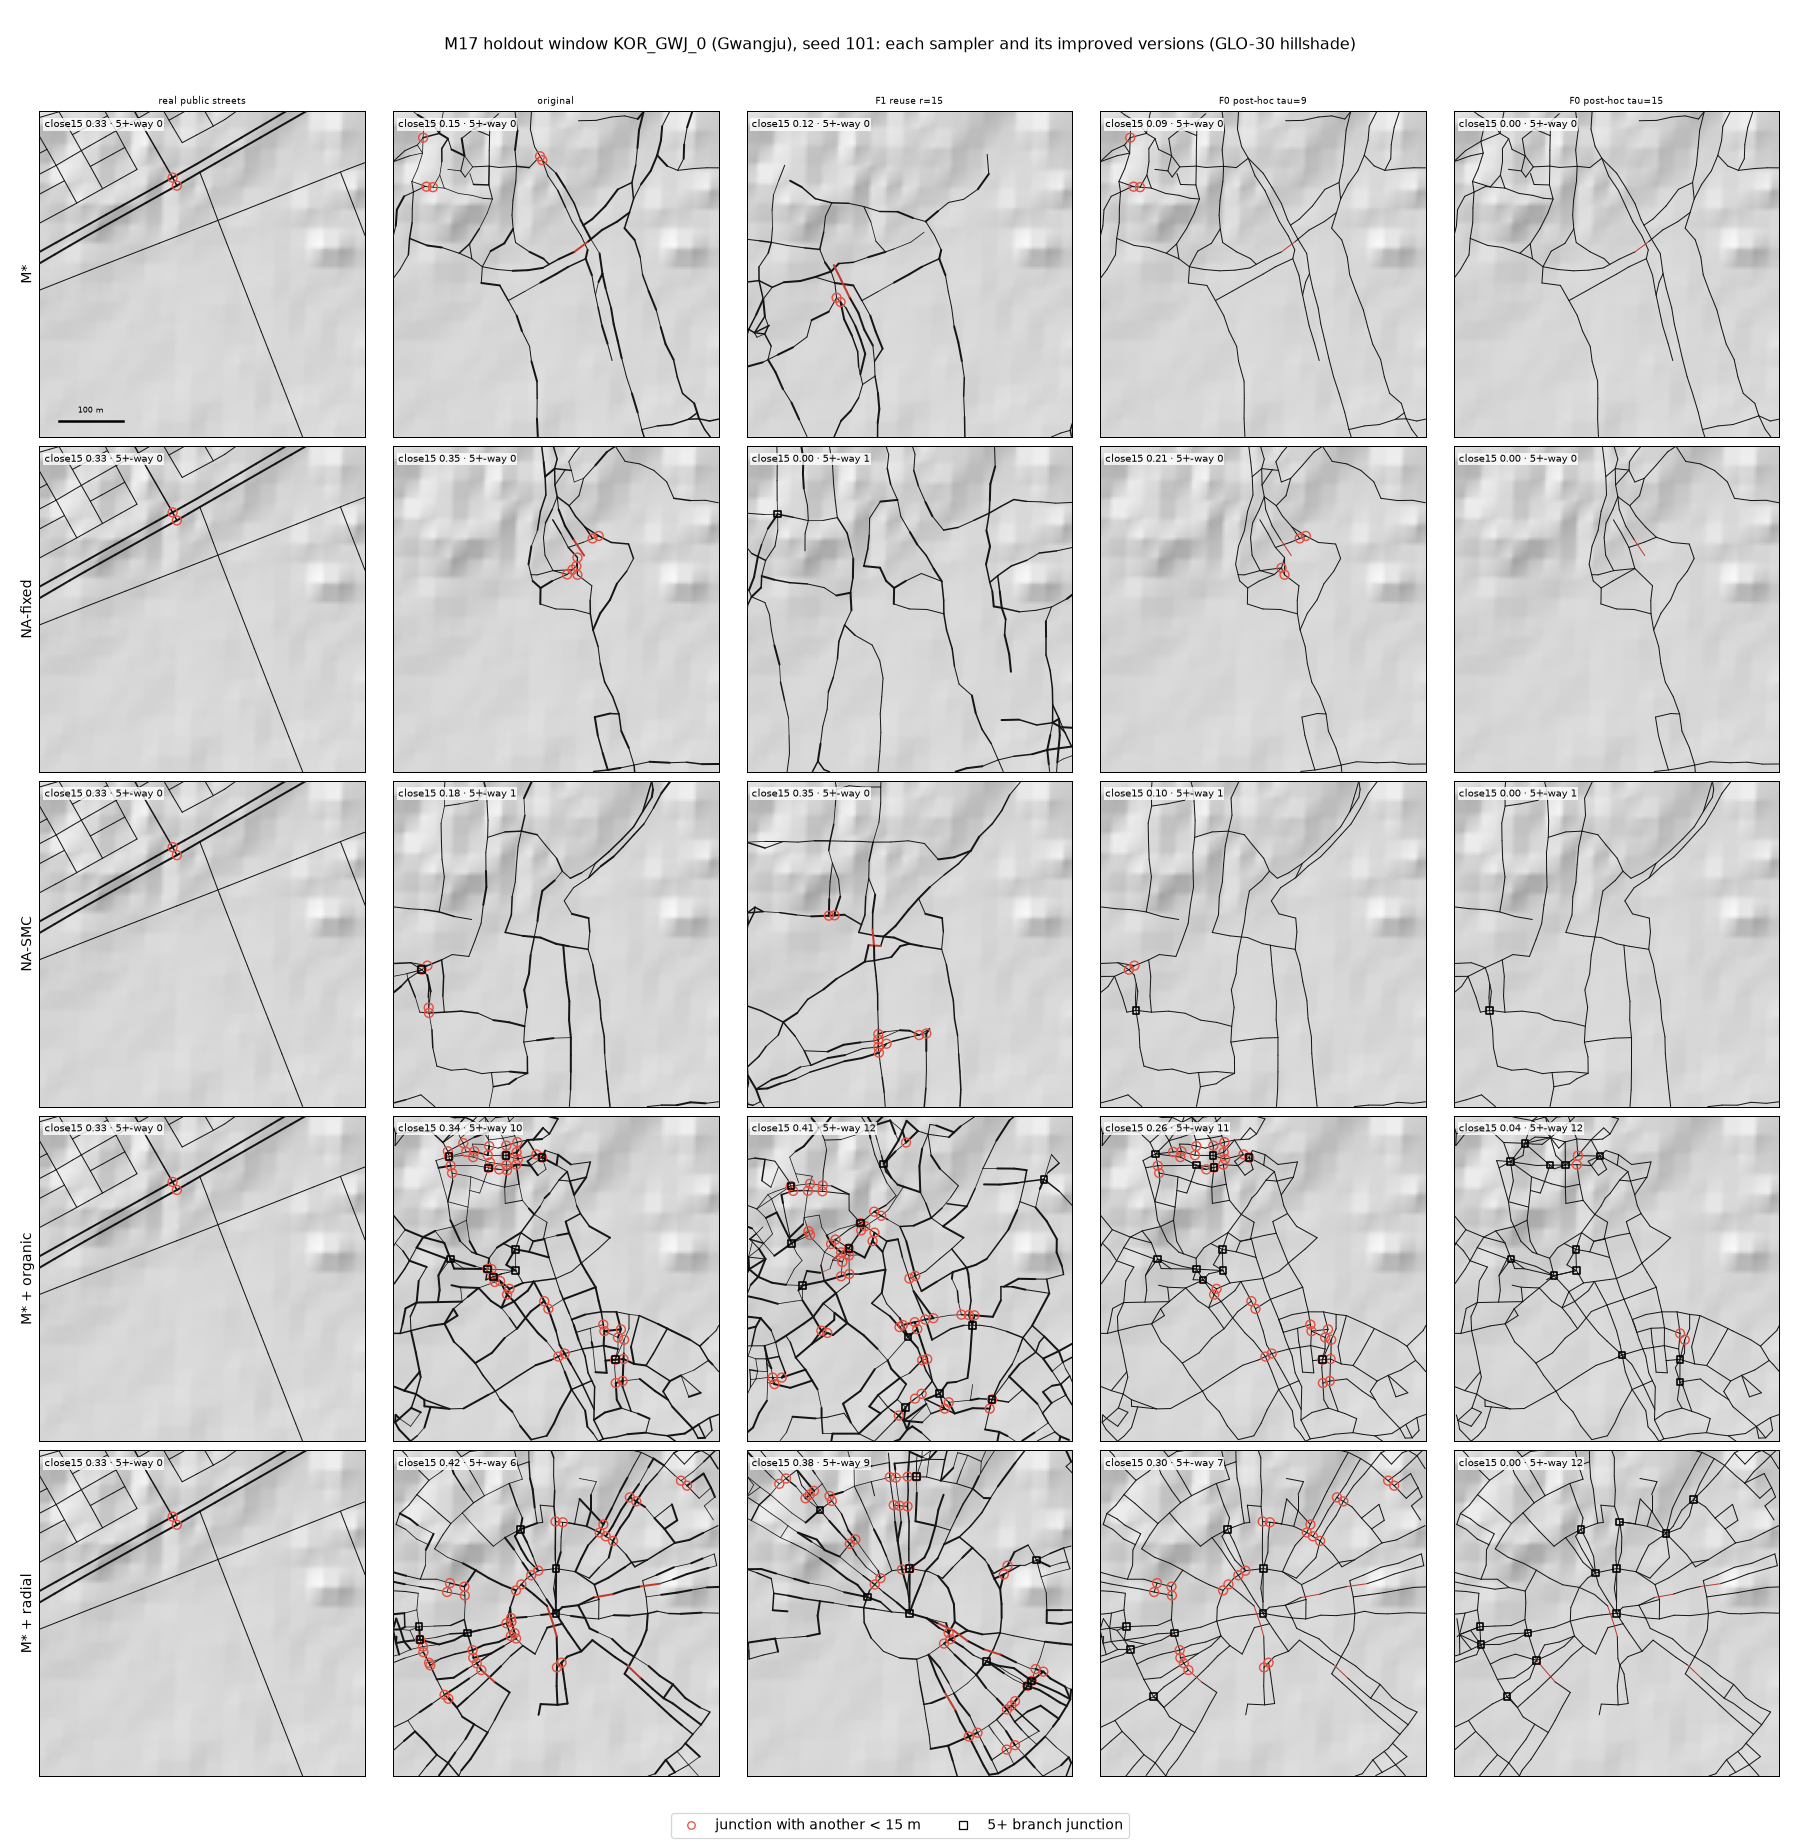 M17 holdout window KOR_GWJ_0 (Gwangju), seed 101: each sampler and its improved versions (GLO-30 hillshade)
real public streets
original
F1 reuse r=15
F0 post-hoc tau=9
F0 post-hoc tau=15
M*
close15 0.33 · 5+-way 0
close15 0.15 · 5+-way 0
close15 0.12 · 5+-way 0
close15 0.09 · 5+-way 0
close15 0.00 · 5+-way 0
100 m
NA-fixed
close15 0.33 · 5+-way 0
close15 0.35 · 5+-way 0
close15 0.00 · 5+-way 1
close15 0.21 · 5+-way 0
close15 0.00 · 5+-way 0
NA-SMC
close15 0.33 · 5+-way 0
close15 0.18 · 5+-way 1
close15 0.35 · 5+-way 0
close15 0.10 · 5+-way 1
close15 0.00 · 5+-way 1
M* + organic
close15 0.33 · 5+-way 0
close15 0.34 · 5+-way 10
close15 0.41 · 5+-way 12
close15 0.26 · 5+-way 11
close15 0.04 · 5+-way 12
M* + radial
close15 0.33 · 5+-way 0
close15 0.42 · 5+-way 6
close15 0.38 · 5+-way 9
close15 0.30 · 5+-way 7
close15 0.00 · 5+-way 12
junction with another < 15 m
5+ branch junction